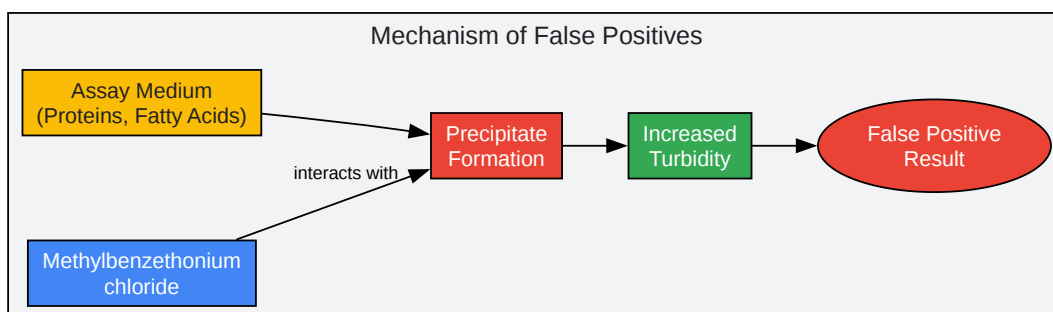 Mechanism of False Positives
Assay Medium
(Proteins, Fatty Acids)
Precipitate
Formation
Increased
Turbidity
False Positive
Result
interacts with
Methylbenzethonium
chloride